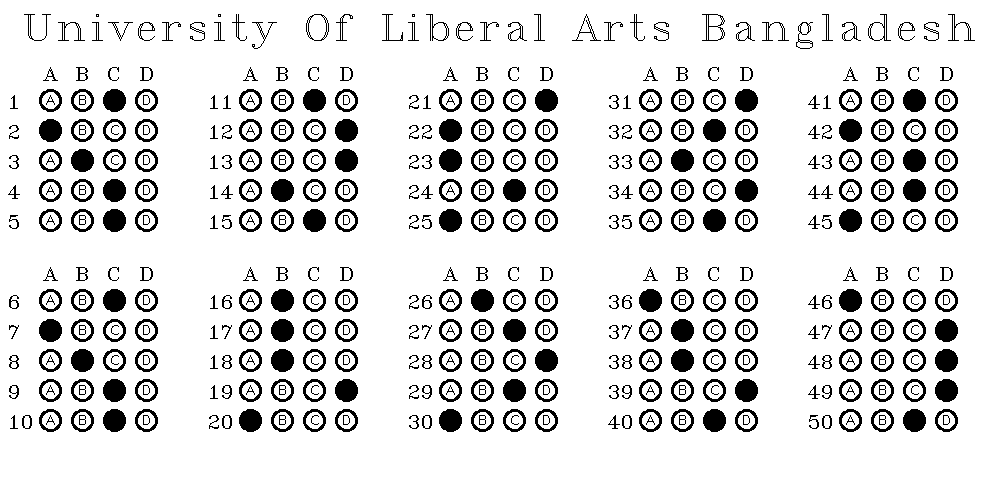 University Of Liberal Arts Bangladesh
A B C D A B C D A B C D A B C D A B C D
1 A B D 11 A B D 21 A B C 31 A B C 41 A B D
2 B C D 12 A B C 22 B C D 32 A B D 42 B C D
3 A C D 13 A B C 23 B C D 33 A C D 43 A B D
4 A B D 14 A C D 24 A B D 34 A B C 44 A B D
5 A B D 15 A B D 25 B C D 35 A B D 45 B C D
A B C D A B C D A B C D A B C D A B C D
6 A B D 16 A C D 26 A C D 36 B C D 46 B C D
7 B C D 17 A C D 27 A B D 37 A C D 47 A B C
8 A C D 18 A C D 28 A B C 38 A C D 48 A B C
9 A B D 19 A B C 29 A B D 39 A B C 49 A B C
10 A B D 20 B C D 30 B C D 40 A B D 50 A B D